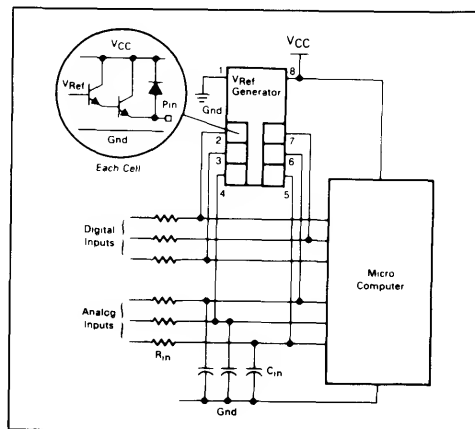 VCC
VRef
Pin
Gnd
Each Cell
VCC
1
VRef
Generator
8
Gnd
2
3
4
7
6
5
Digital
Inputs
Analog
Inputs
Rin
Cin
Gnd
Micro
Computer